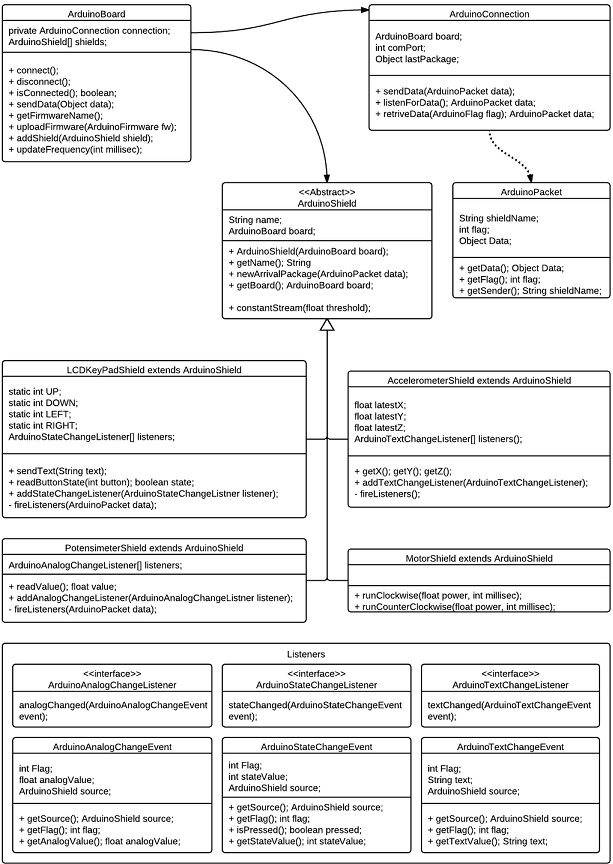 ArduinoBoard
private ArduinoConnection connection;
ArduinoShield[] shields;
+ connect();
+ disconnect();
+ isConnected(); boolean;
+ sendData(Object data);
+ getFirmwareName();
+ uploadFirmware(ArduinoFirmware fw);
+ addShield(ArduinoShield shield);
+ updateFrequency(int millisec);
ArduinoConnection
ArduinoBoard board;
int comPort;
Object lastPackage;
+ sendData(ArduinoPacket data);
+ listenForData(); ArduinoPacket data;
+ retriveData(ArduinoFlag flag); ArduinoPacket data;
<<Abstract>>
ArduinoShield
String name;
ArduinoBoard board;
+ ArduinoShield(ArduinoBoard board);
+ getName(); String
+ newArrivalPackage(ArduinoPacket data);
+ getBoard(); ArduinoBoard board;
+ constantStream(float threshold);
ArduinoPacket
String shieldName;
int flag;
Object Data;
+ getData(); Object Data;
+ getFlag(); int flag;
+ getSender(); String shieldName;
LCDKeyPadShield extends ArduinoShield
static int UP;
static int DOWN;
static int LEFT;
static int RIGHT;
ArduinoStateChangeListener[] listeners;
+ sendText(String text);
+ readButtonState(int button); boolean state;
+ addStateChangeListener(ArduinoStateChangeListner listener);
- fireListeners(ArduinoPacket data);
AccelerometerShield extends ArduinoShield
float latestX;
float latestY;
float latestZ;
ArduinoTextChangeListener[] listeners();
+ getX(); getY(); getZ();
+ addTextChangeListener(ArduinoTextChangeListener);
- fireListeners();
PotensimeterShield extends ArduinoShield
ArduinoAnalogChangeListener[] listeners;
+ readValue(); float value;
+ addAnalogChangeListener(ArduinoAnalogChangeListner listener);
- fireListeners(ArduinoPacket data);
MotorShield extends ArduinoShield
+ runClockwise(float power, int millisec);
+ runCounterClockwise(float power, int millisec);
Listeners
<<interface>>
ArduinoAnalogChangeListener
analogChanged(ArduinoAnalogChangeEvent
event);
<<interface>>
ArduinoStateChangeListener
stateChanged(ArduinoStateChangeEvent
event);
<<interface>>
ArduinoTextChangeListener
textChanged(ArduinoTextChangeEvent
event);
ArduinoAnalogChangeEvent
int Flag;
float analogValue;
ArduinoShield source;
+ getSource(); ArduinoShield source;
+ getFlag(); int flag;
+ getAnalogValue(); float analogValue;
ArduinoStateChangeEvent
int Flag;
int stateValue;
ArduinoShield source;
+ getSource(); ArduinoShield source;
+ getFlag(); int flag;
+ isPressed(); boolean pressed;
+ getStateValue(); int stateValue;
ArduinoTextChangeEvent
int Flag;
String text;
ArduinoShield source;
+ getSource(); ArduinoShield source;
+ getFlag(); int flag;
+ getTextValue(); String text;